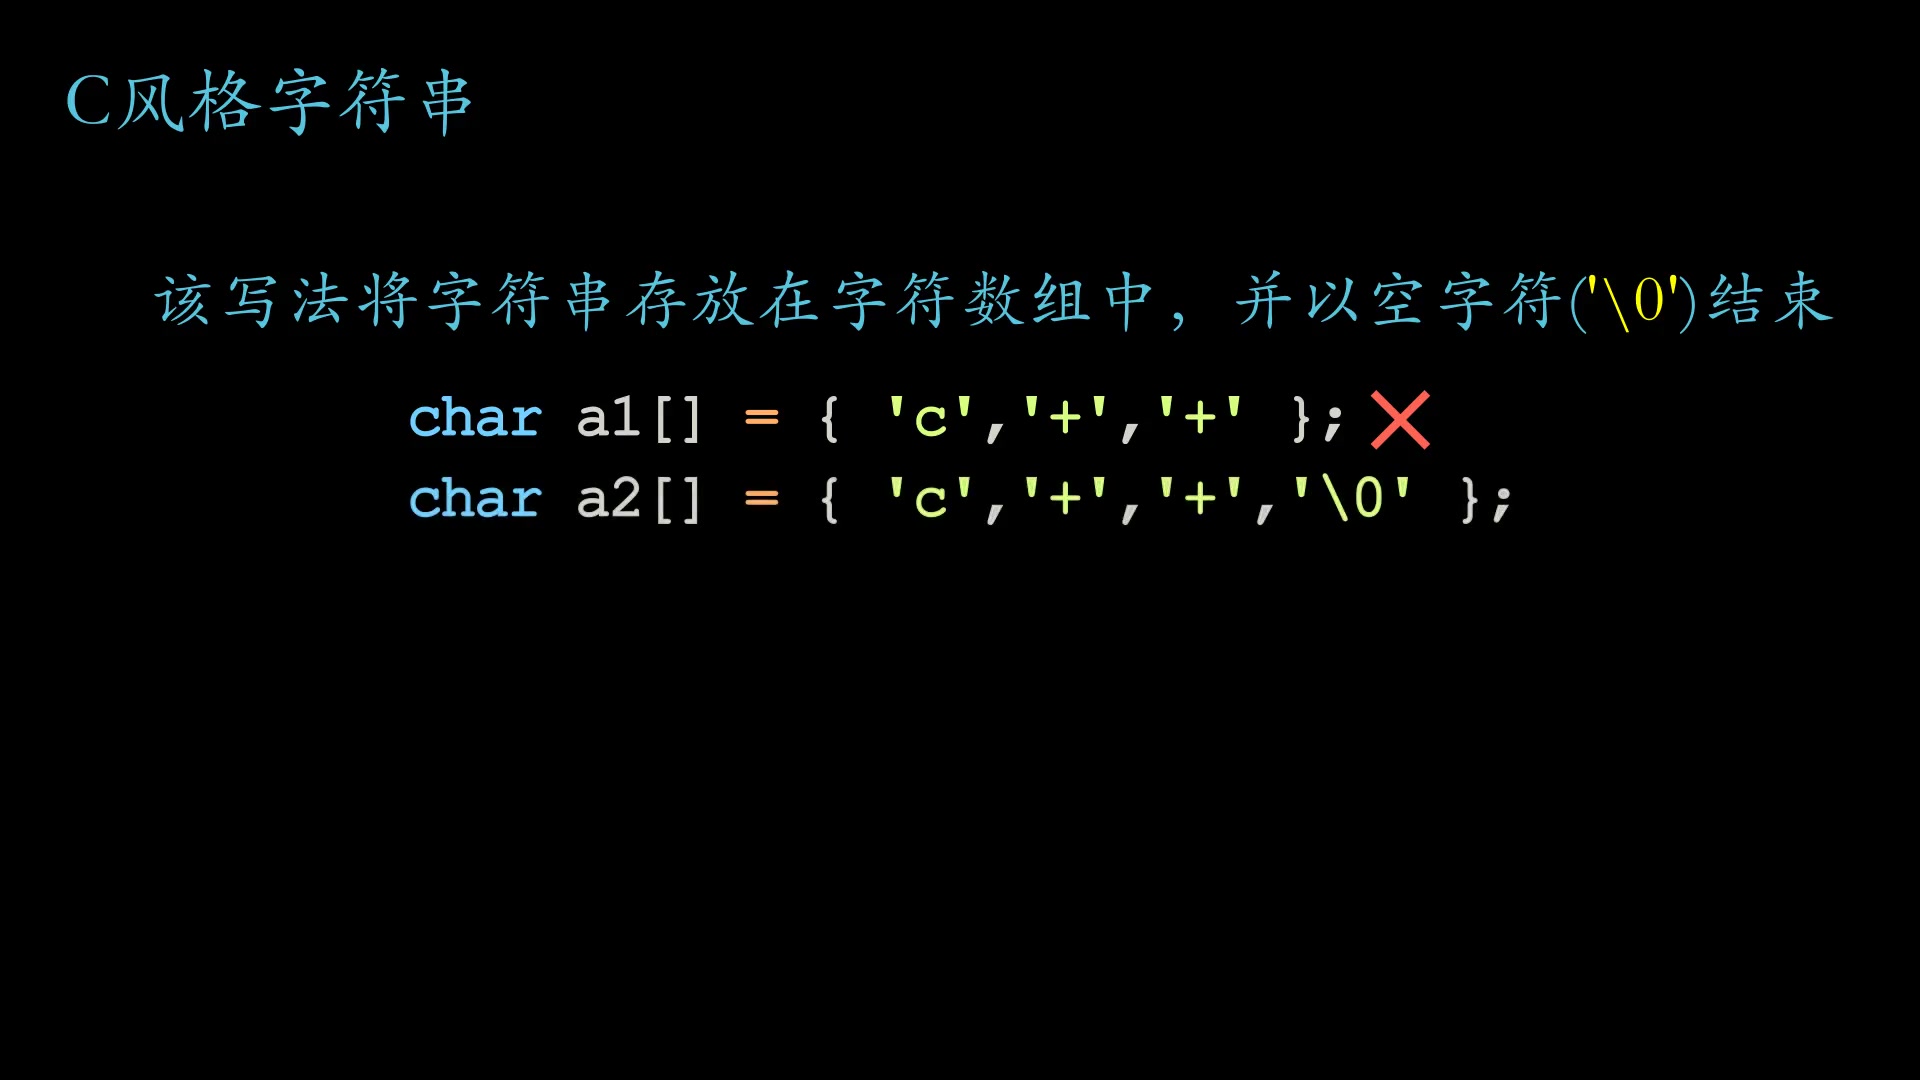 C风格字符串
该写法将字符串存放在字符数组中，并以空字符('\0')结束
char a1[] = { 'c','+','+' };
char a2[] = { 'c','+','+','\0' };